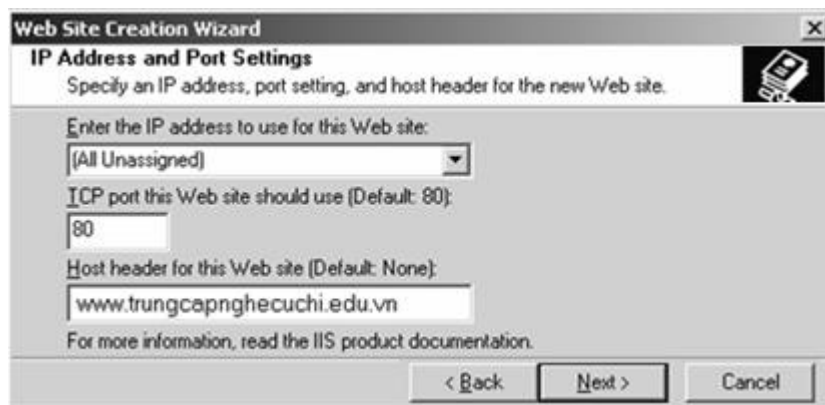 Web Site Creation Wizard
IP Address and Port Settings
Specify an IP address, port setting, and host header for the new Web site.
Enter the IP address to use for this Web site:
(All Unassigned)
TCP port this Web site should use (Default: 80):
80
Host header for this Web site (Default: None):
www.trungcapnghecuchi.edu.vn
For more information, read the IIS product documentation.
< Back Next > Cancel